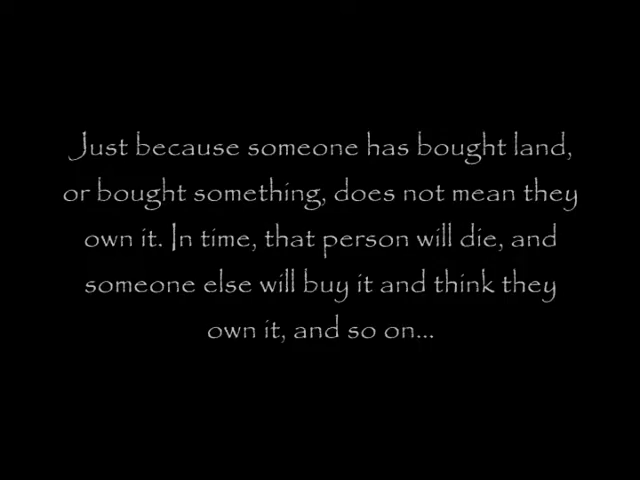 Just because someone has bought land,
or bought something, does not mean they
own it. In time, that person will die, and
someone else will buy it and think they
own it, and so on...